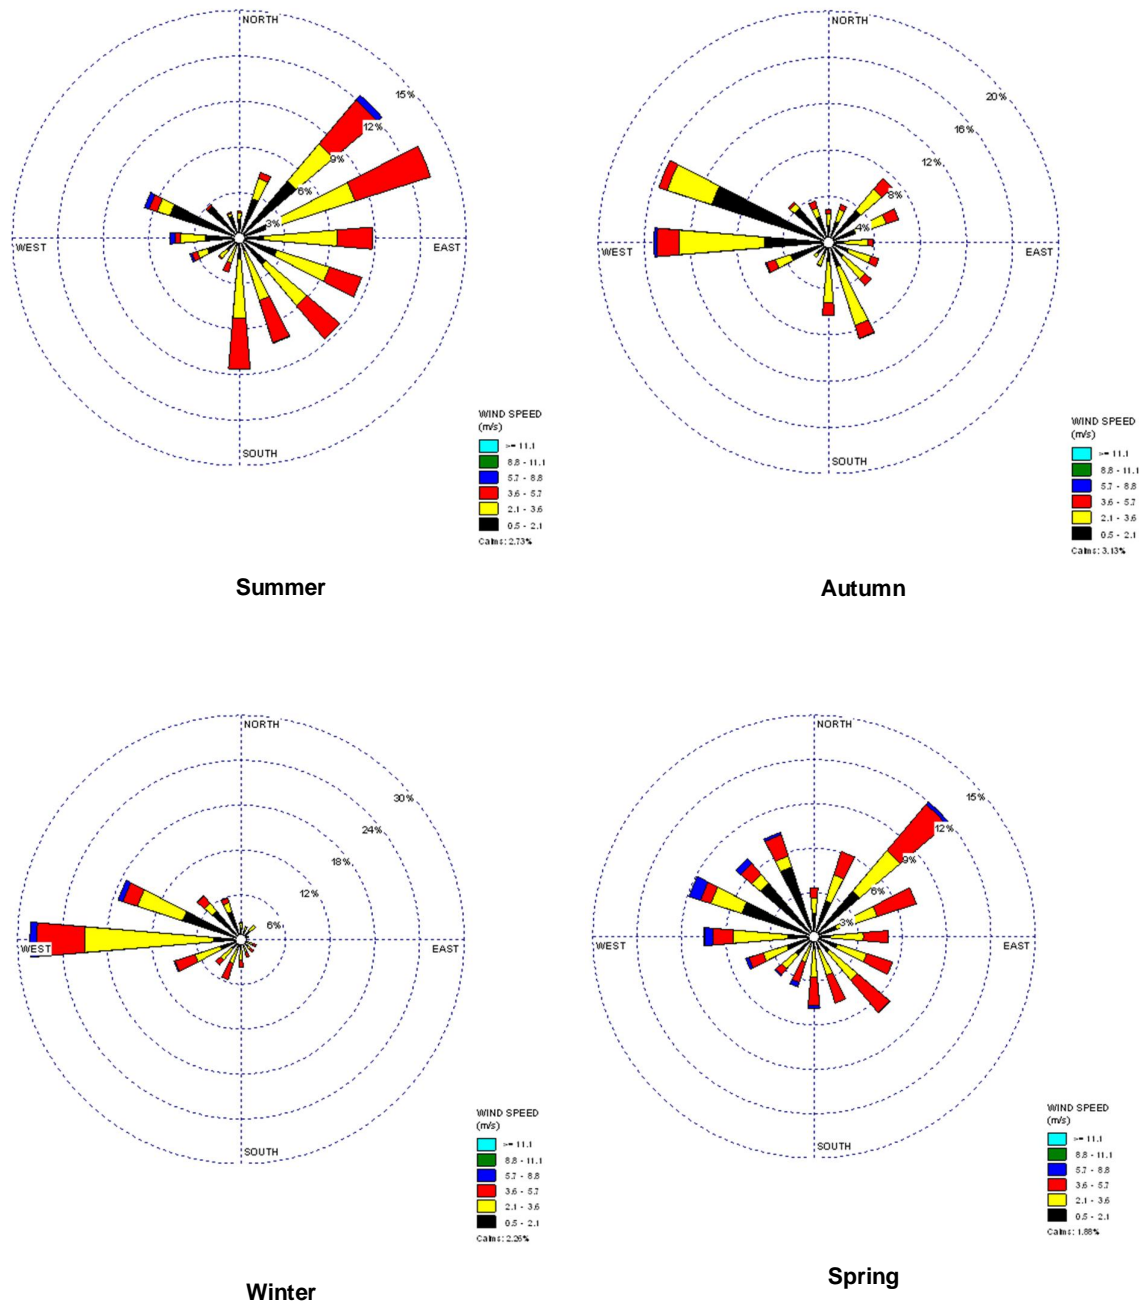 NORTH
15%
12%
9%
6%
3%
WEST
EAST
SOUTH
WIND SPEED
(m/s)
>= 11.1
8.8 - 11.1
5.7 - 8.8
3.6 - 5.7
2.1 - 3.6
0.5 - 2.1
Calms: 2.73%
Summer
NORTH
20%
16%
12%
8%
4%
WEST
EAST
SOUTH
WIND SPEED
(m/s)
>= 11.1
8.8 - 11.1
5.7 - 8.8
3.6 - 5.7
2.1 - 3.6
0.5 - 2.1
Calms: 3.13%
Autumn
NORTH
30%
24%
18%
12%
6%
WEST
EAST
SOUTH
WIND SPEED
(m/s)
>= 11.1
8.8 - 11.1
5.7 - 8.8
3.6 - 5.7
2.1 - 3.6
0.5 - 2.1
Calms: 2.26%
Winter
NORTH
15%
12%
9%
6%
3%
WEST
EAST
SOUTH
WIND SPEED
(m/s)
>= 11.1
8.8 - 11.1
5.7 - 8.8
3.6 - 5.7
2.1 - 3.6
0.5 - 2.1
Calms: 1.88%
Spring